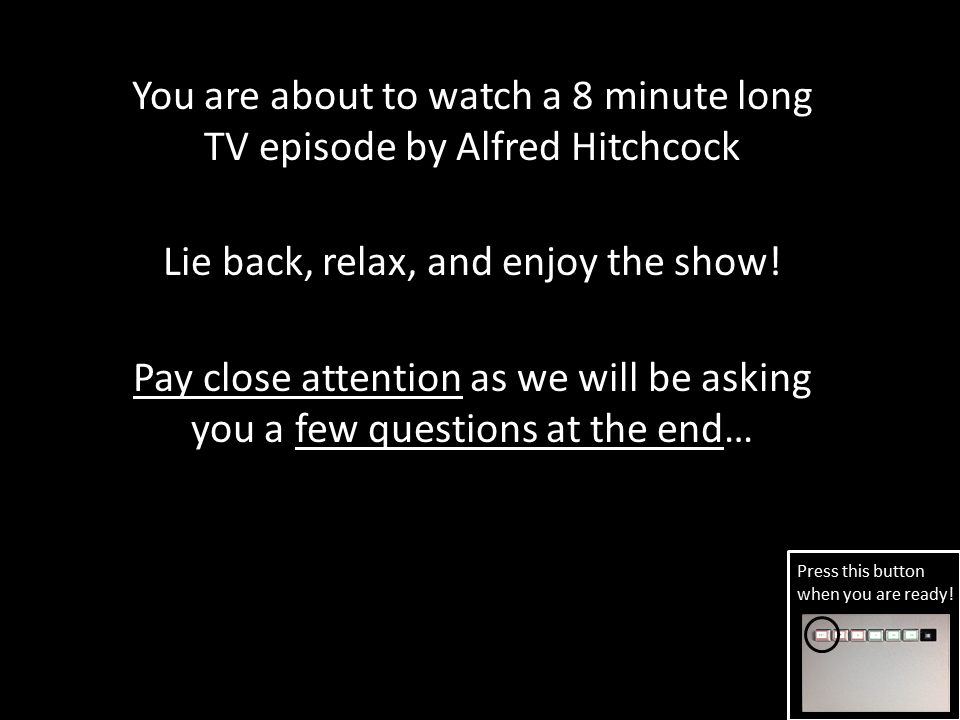 You are about to watch a 8 minute long
TV episode by Alfred Hitchcock
Lie back, relax, and enjoy the show!
Pay close attention as we will be asking
you a few questions at the end…
Press this button
when you are ready!